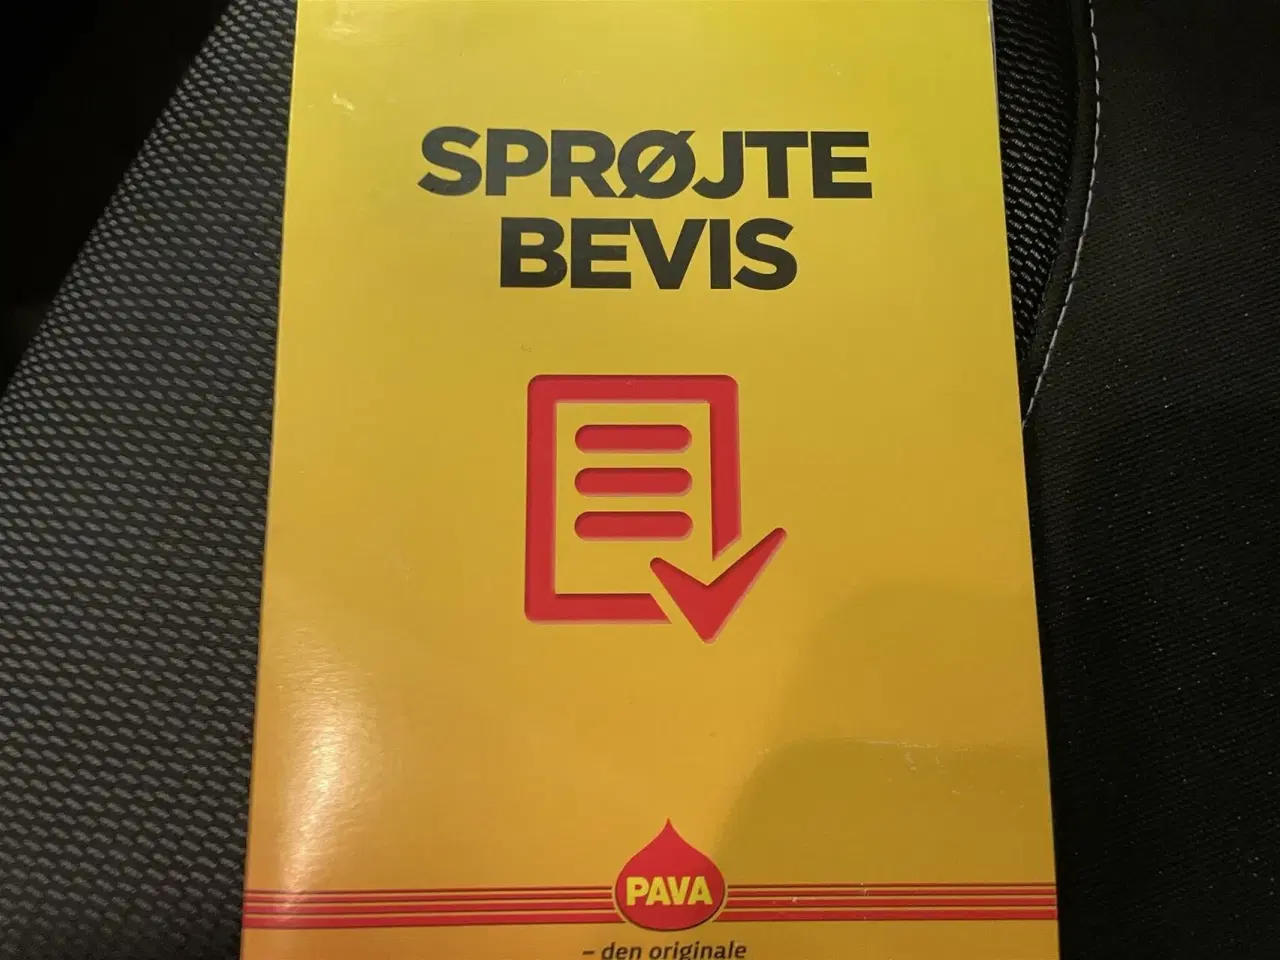 SPRØJTE
BEVIS
PAVA
– den originale